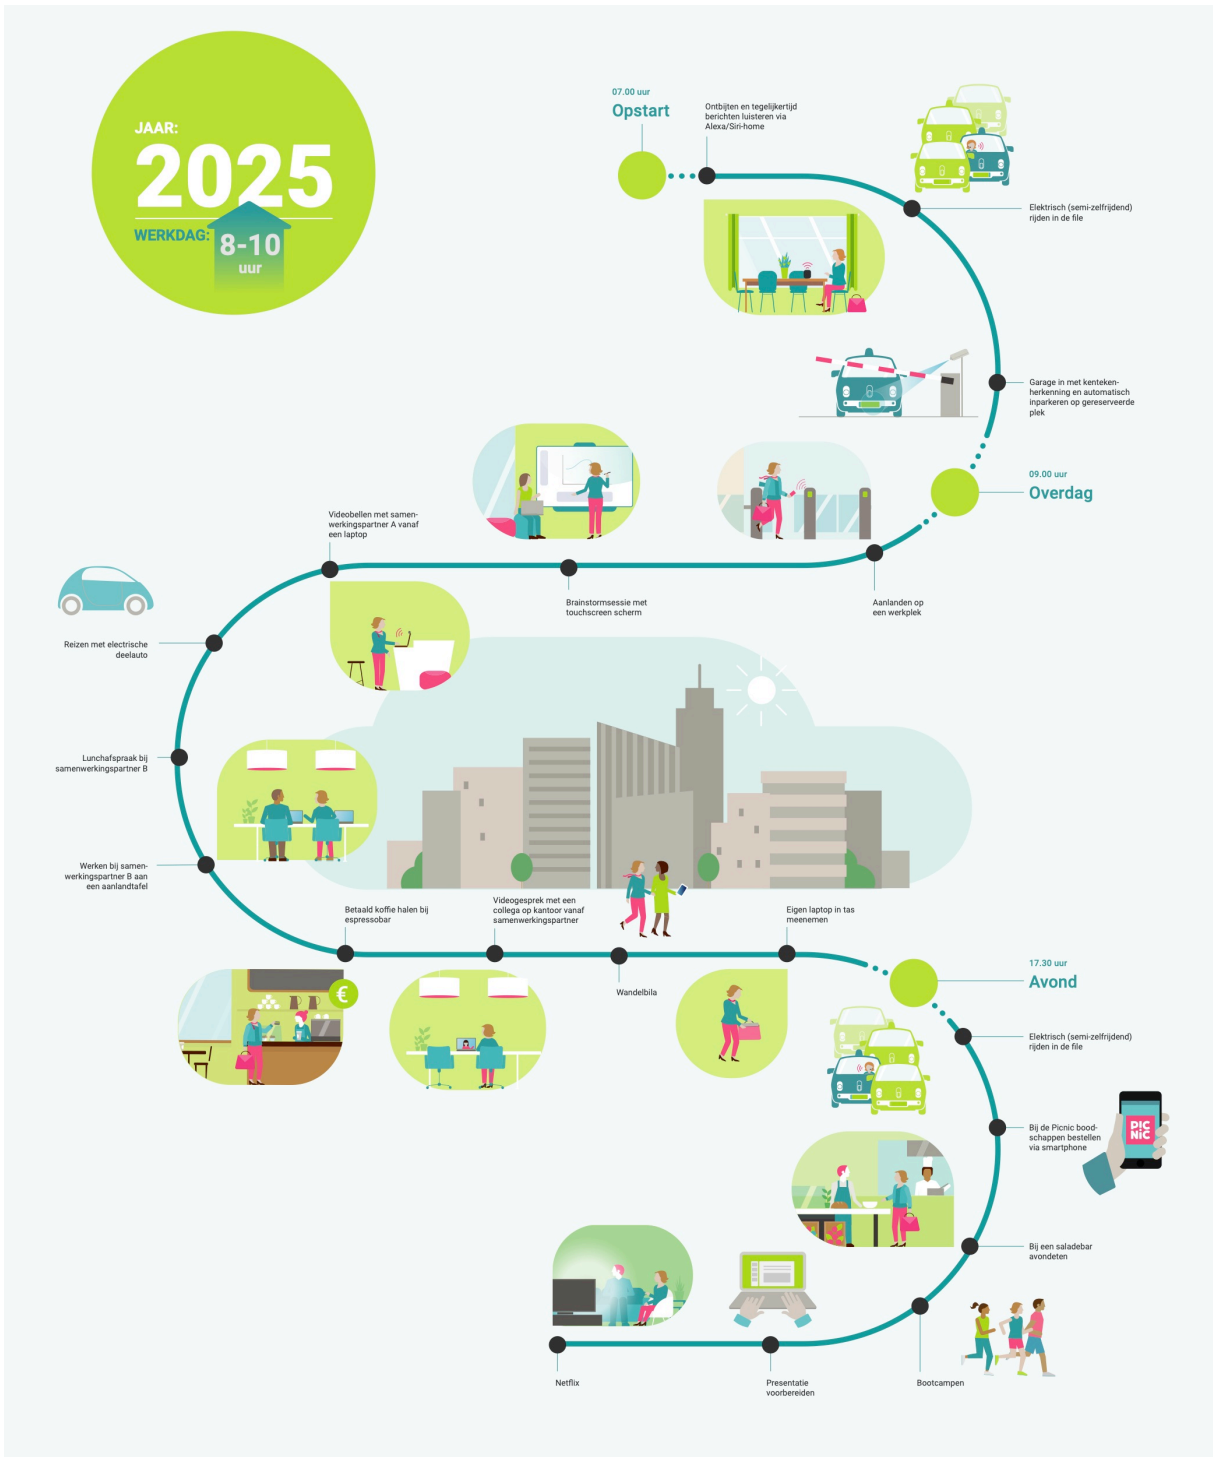 JAAR:
2025
WERKDAG:
8-10
uur
07.00 uur
Opstart
Ontbijten en tegelijkertijd
berichten luisteren via
Alexa/Siri-home
Elektrisch (semi-zelfrijdend)
rijden in de file
Garage in met kenteken-
herkenning en automatisch
inparkeren op gereserveerde
plek
09.00 uur
Overdag
Aanlanden op
een werkplek
Brainstormsessie met
touchscreen scherm
Videobellen met samen-
werkingspartner A vanaf
een laptop
Reizen met electrische
deelauto
Lunchafspraak bij
samenwerkingspartner B
Werken bij samen-
werkingspartner B aan
een aanlandtafel
Betaald koffie halen bij
espressobar
€
Videogesprek met een
collega op kantoor vanaf
samenwerkingspartner
Wandelbila
Eigen laptop in tas
meenemen
17.30 uur
Avond
Elektrisch (semi-zelfrijdend)
rijden in de file
Bij de Picnic bood-
schappen bestellen
via smartphone
PIC
NIC
Bij een saladebar
avondeten
Bootcampen
Presentatie
voorbereiden
Netflix